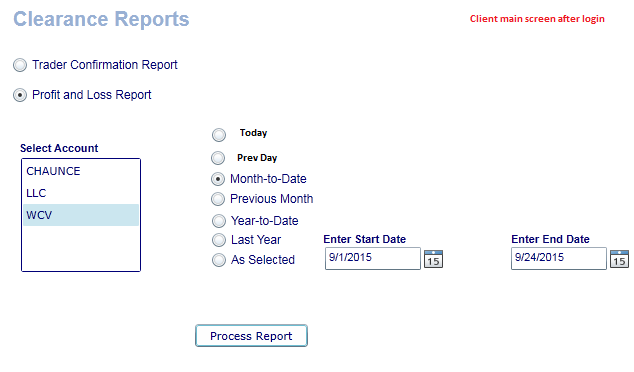 Clearance Reports
Client main screen after login
Trader Confirmation Report
Profit and Loss Report
Select Account
CHAUNCE
LLC
WCV
Today
Prev Day
Month-to-Date
Previous Month
Year-to-Date
Last Year
As Selected
Enter Start Date
9/1/2015
15
Enter End Date
9/24/2015
15
Process Report